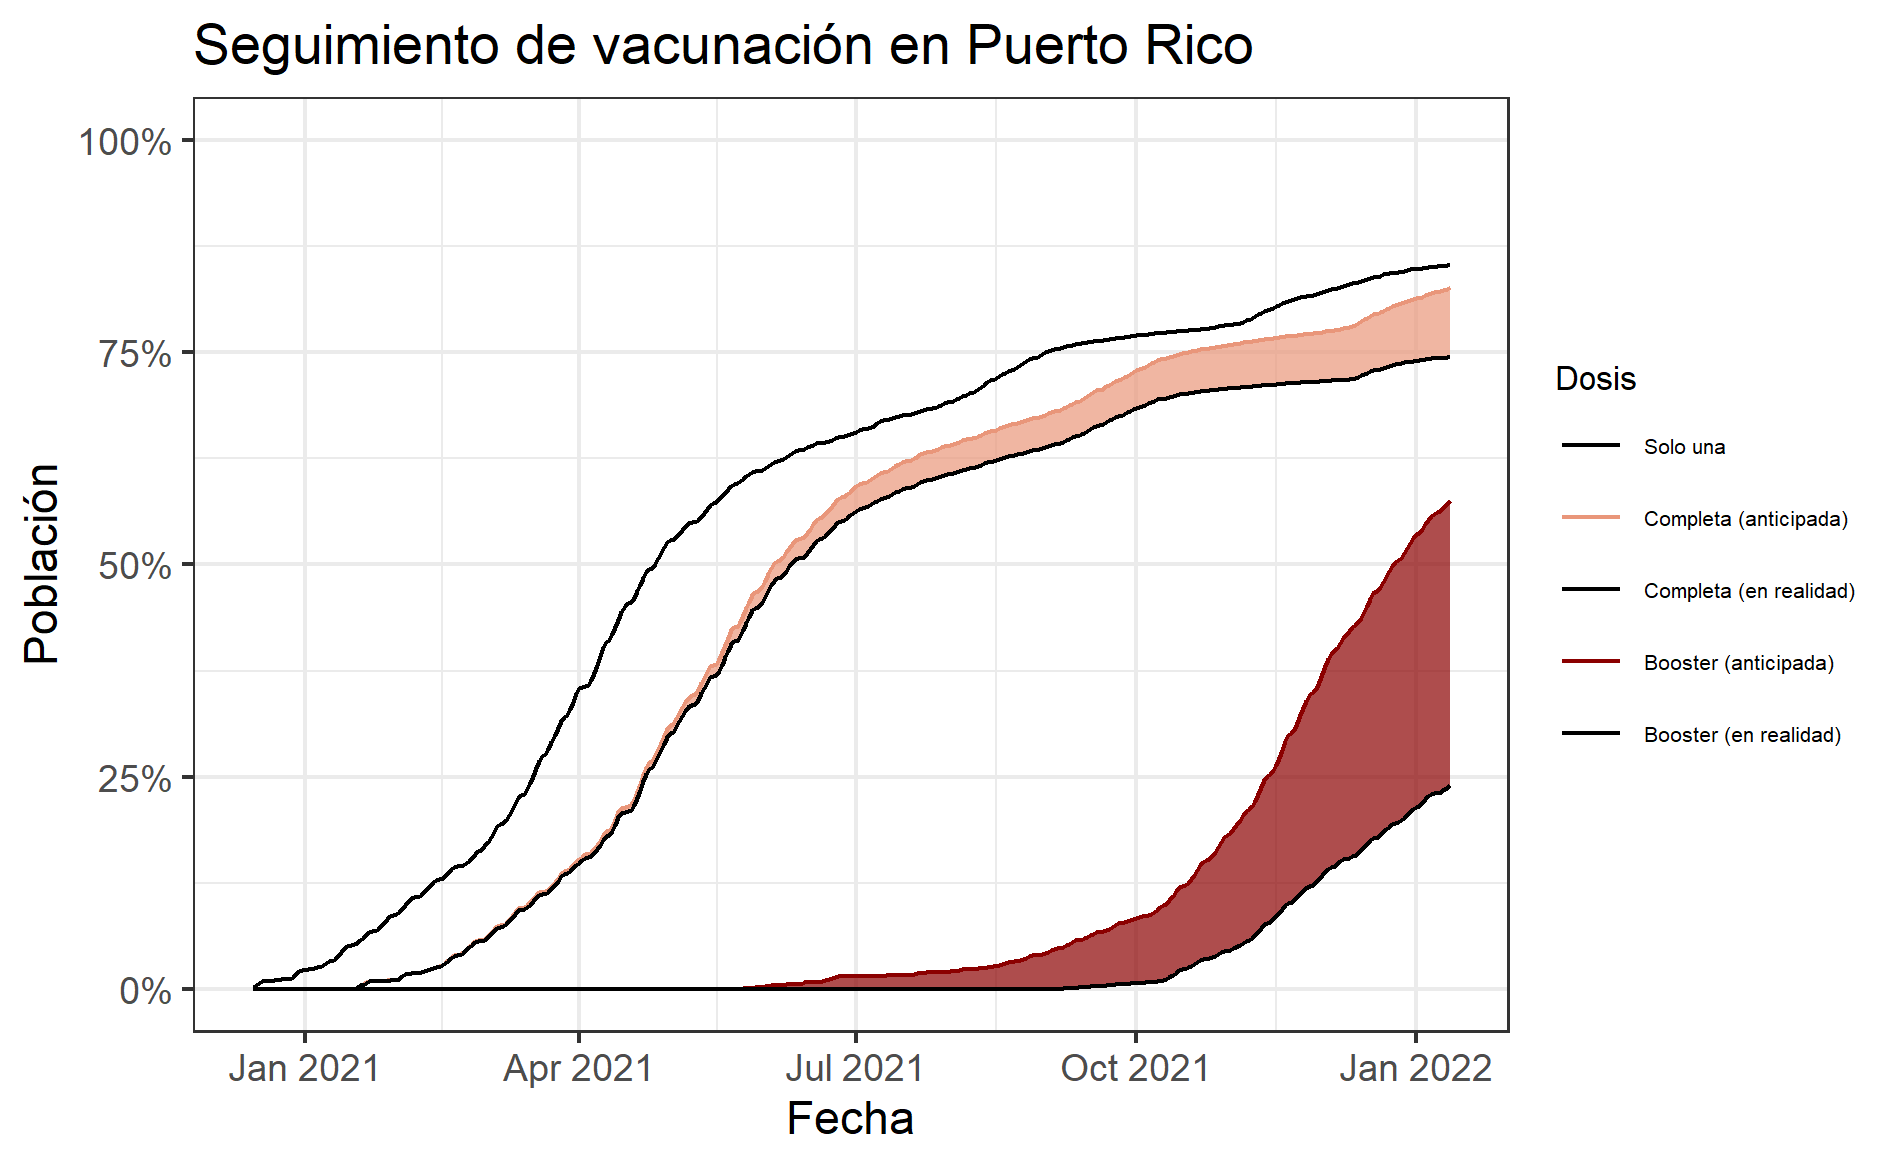 Seguimiento de vacunación en Puerto Rico
100%
75%
50%
25%
0%
Población
Jan 2021
Apr 2021
Jul 2021
Oct 2021
Jan 2022
Fecha
Dosis
Solo una
Completa (anticipada)
Completa (en realidad)
Booster (anticipada)
Booster (en realidad)